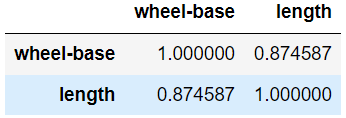 wheel-base length
wheel-base 1.000000 0.874587
length 0.874587 1.000000